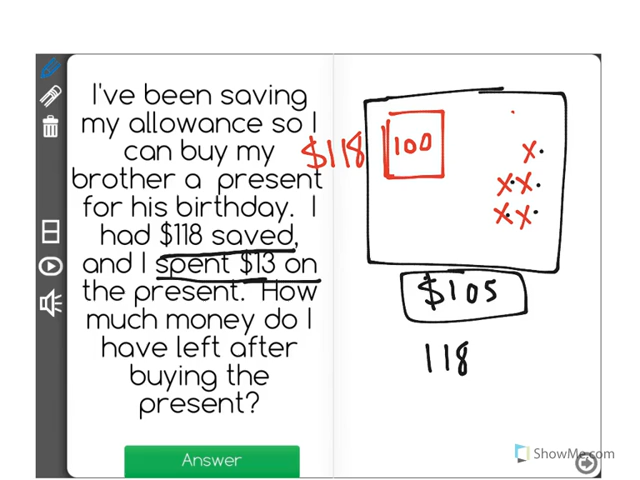 I've been saving
my allowance so I
can buy my
brother a present
for his birthday. I
had $118 saved,
and I spent $13 on
the present. How
much money do I
have left after
buying the
present?
Answer
$118
100
x x x x x
$105
118
ShowMe.com